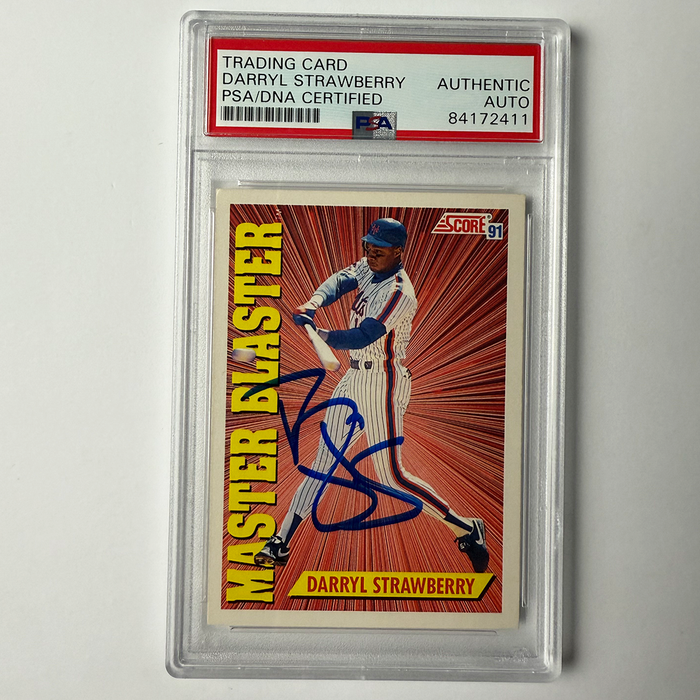 TRADING CARD
DARRYL STRAWBERRY
PSA/DNA CERTIFIED
AUTHENTIC
AUTO
84172411
PSA
SCORE 91
MASTER BLASTER
DARRYL STRAWBERRY